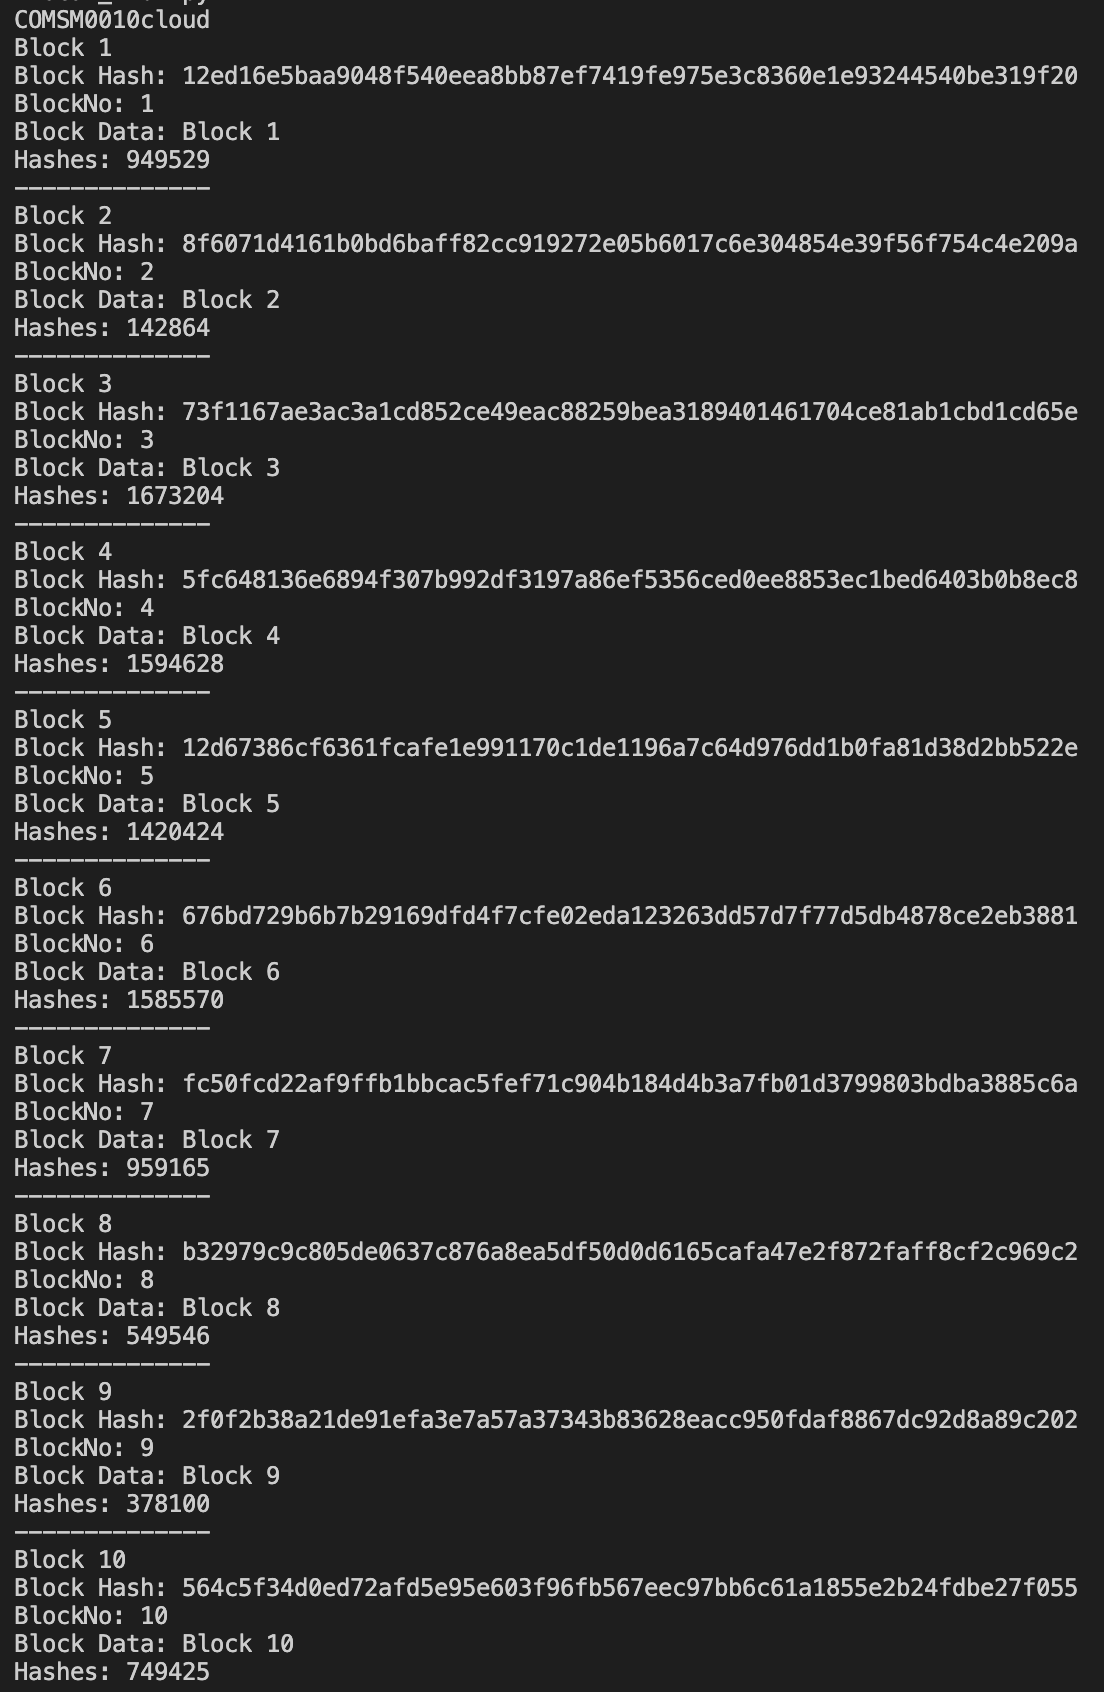 COMSM0010cloud
Block 1
Block Hash: 12ed16e5baa9048f540eea8bb87ef7419fe975e3c8360e1e93244540be319f20
BlockNo: 1
Block Data: Block 1
Hashes: 949529
--------------
Block 2
Block Hash: 8f6071d4161b0bd6baff82cc919272e05b6017c6e304854e39f56f754c4e209a
BlockNo: 2
Block Data: Block 2
Hashes: 142864
--------------
Block 3
Block Hash: 73f1167ae3ac3a1cd852ce49eac88259bea3189401461704ce81ab1cbd1cd65e
BlockNo: 3
Block Data: Block 3
Hashes: 1673204
--------------
Block 4
Block Hash: 5fc648136e6894f307b992df3197a86ef5356ced0ee8853ec1bed6403b0b8ec8
BlockNo: 4
Block Data: Block 4
Hashes: 1594628
--------------
Block 5
Block Hash: 12d67386cf6361fcafe1e991170c1de1196a7c64d976dd1b0fa81d38d2bb522e
BlockNo: 5
Block Data: Block 5
Hashes: 1420424
--------------
Block 6
Block Hash: 676bd729b6b7b29169dfd4f7cfe02eda123263dd57d7f77d5db4878ce2eb3881
BlockNo: 6
Block Data: Block 6
Hashes: 1585570
--------------
Block 7
Block Hash: fc50fcd22af9ffb1bbcac5fef71c904b184d4b3a7fb01d3799803bdba3885c6a
BlockNo: 7
Block Data: Block 7
Hashes: 959165
--------------
Block 8
Block Hash: b32979c9c805de0637c876a8ea5df50d0d6165cafa47e2f872faff8cf2c969c2
BlockNo: 8
Block Data: Block 8
Hashes: 549546
--------------
Block 9
Block Hash: 2f0f2b38a21de91efa3e7a57a37343b83628eacc950fdaf8867dc92d8a89c202
BlockNo: 9
Block Data: Block 9
Hashes: 378100
--------------
Block 10
Block Hash: 564c5f34d0ed72afd5e95e603f96fb567eec97bb6c61a1855e2b24fdbe27f055
BlockNo: 10
Block Data: Block 10
Hashes: 749425